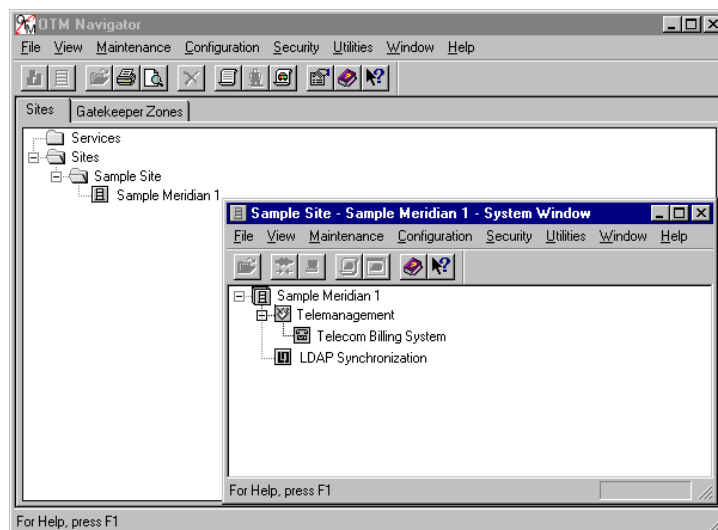 OTM Navigator
File View Maintenance Configuration Security Utilities Window Help
Sites Gatekeeper Zones
Services
Sites
Sample Site
Sample Meridian 1
Sample Site - Sample Meridian 1 - System Window
File View Maintenance Configuration Security Utilities Window Help
Sample Meridian 1
Telemanagement
Telecom Billing System
LDAP Synchronization
For Help, press F1
For Help, press F1